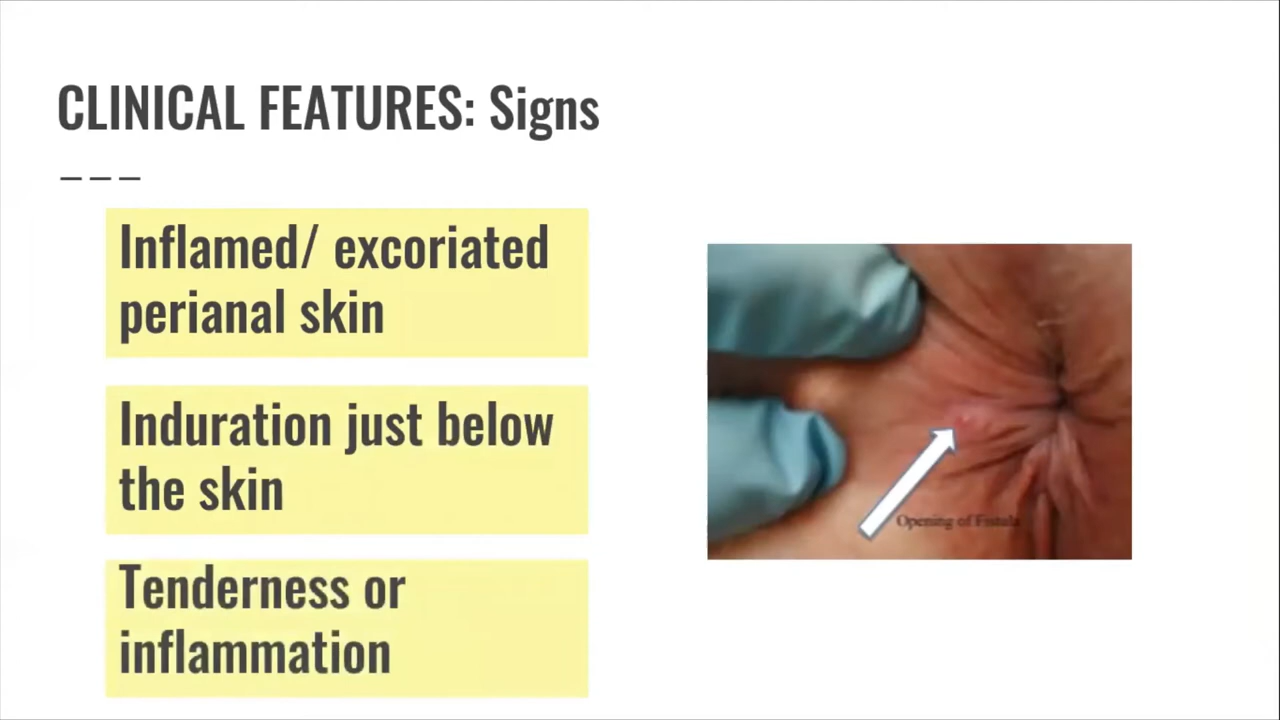 CLINICAL FEATURES: Signs
Inflamed/ excoriated
perianal skin
Induration just below
the skin
Tenderness or
inflammation
Opening of Fistula